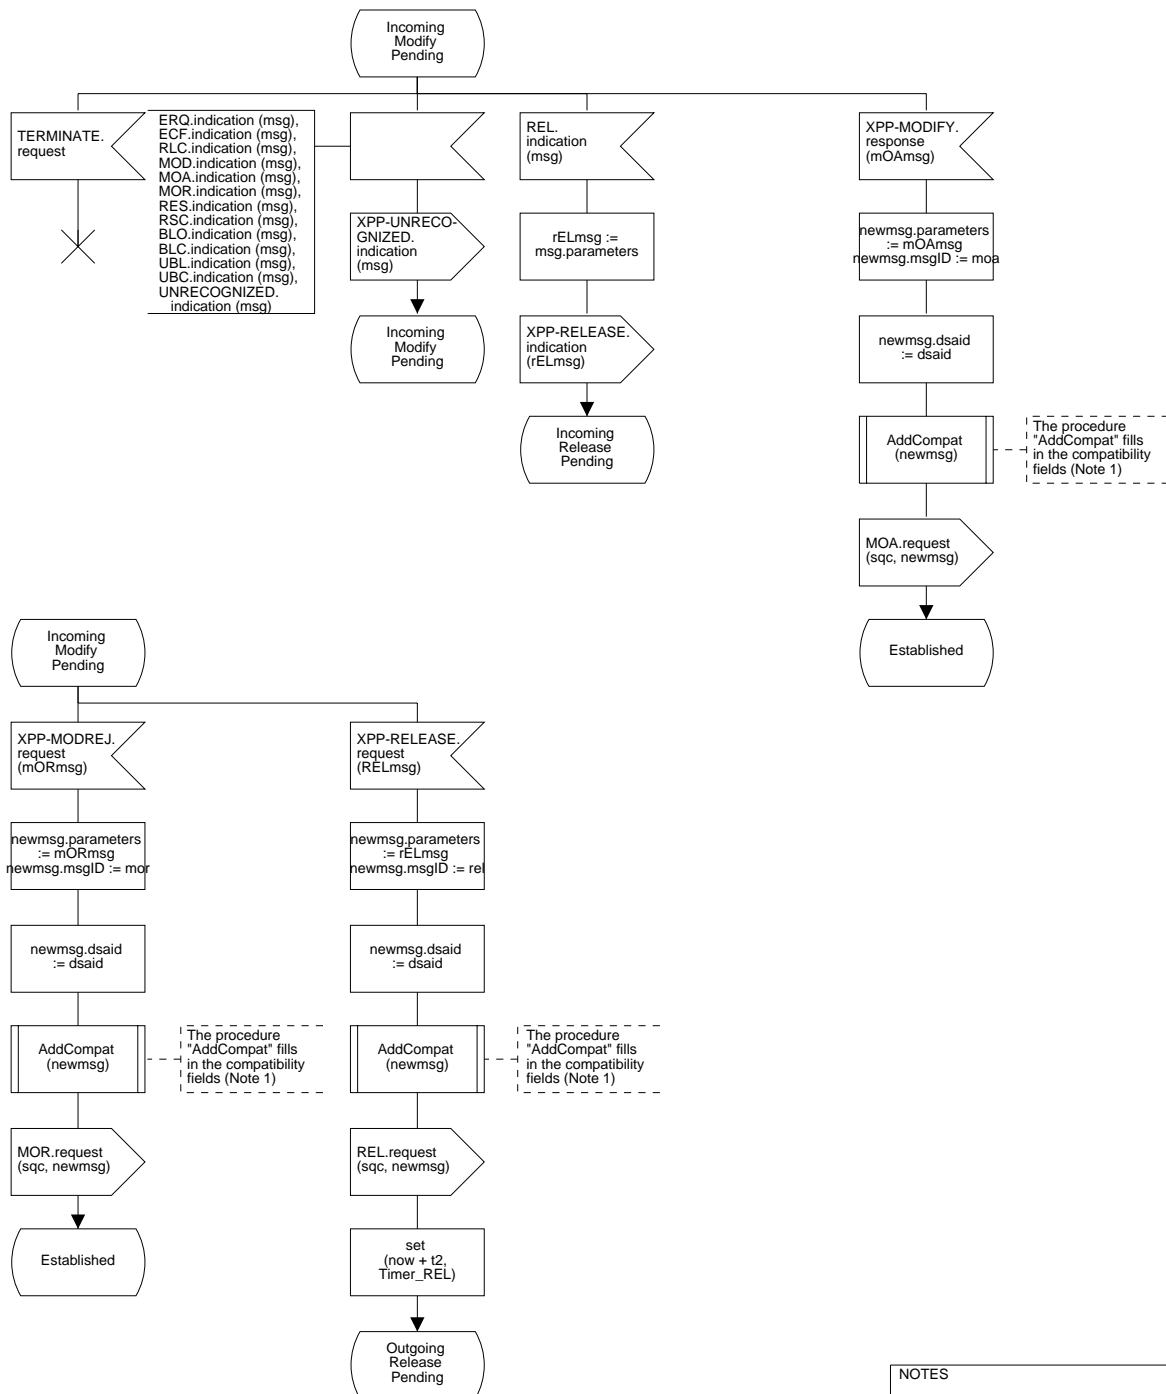 Incoming
Modify
Pending
TERMINATE.
request
ERQ.indication (msg),
ECF.indication (msg),
RLC.indication (msg),
MOD.indication (msg),
MOA.indication (msg),
MOR.indication (msg),
RES.indication (msg),
RSC.indication (msg),
BLO.indication (msg),
BLC.indication (msg),
UBL.indication (msg),
UBC.indication (msg),
UNRECOGNIZED.
indication (msg)
XPP-UNRECO-
GNIZED.
indication
(msg)
Incoming
Modify
Pending
REL.
indication
(msg)
rELmsg :=
msg.parameters
XPP-RELEASE.
indication
(rELmsg)
Incoming
Release
Pending
XPP-MODIFY.
response
(mOAmsg)
newmsg.parameters
:= mOAmsg
newmsg.msgID := moa
newmsg.dsaid
:= dsaid
AddCompat
(newmsg)
The procedure
"AddCompat" fills
in the compatibility
fields (Note 1)
MOA.request
(sqc, newmsg)
Established
Incoming
Modify
Pending
XPP-MODREJ.
request
(mORmsg)
newmsg.parameters
:= mORmsg
newmsg.msgID := mor
newmsg.dsaid
:= dsaid
AddCompat
(newmsg)
The procedure
"AddCompat" fills
in the compatibility
fields (Note 1)
MOR.request
(sqc, newmsg)
Established
XPP-RELEASE.
request
(RELmsg)
newmsg.parameters
:= rELmsg
newmsg.msgID := rel
newmsg.dsaid
:= dsaid
AddCompat
(newmsg)
The procedure
"AddCompat" fills
in the compatibility
fields (Note 1)
REL.request
(sqc, newmsg)
set
(now + t2,
Timer_REL)
Outgoing
Release
Pending
NOTES